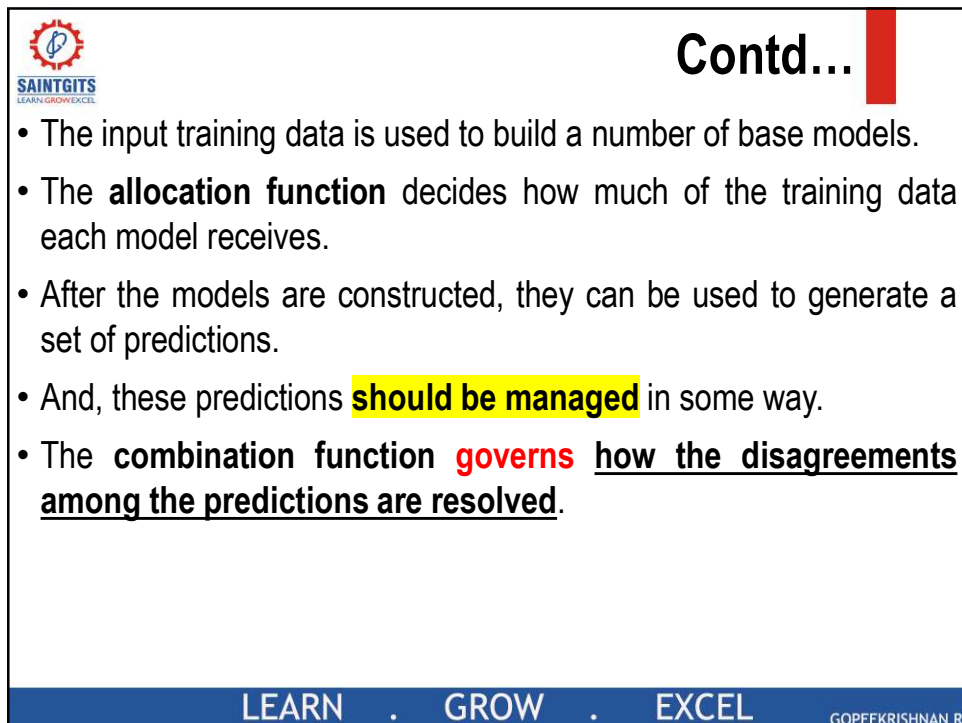 SAINTGITS
LEARN.GROW.EXCEL
Contd...
• The input training data is used to build a number of base models.
• The allocation function decides how much of the training data
each model receives.
• After the models are constructed, they can be used to generate a
set of predictions.
• And, these predictions should be managed in some way.
• The combination function governs how the disagreements
among the predictions are resolved.
LEARN . GROW . EXCEL
GOPEEKRISHNAN R